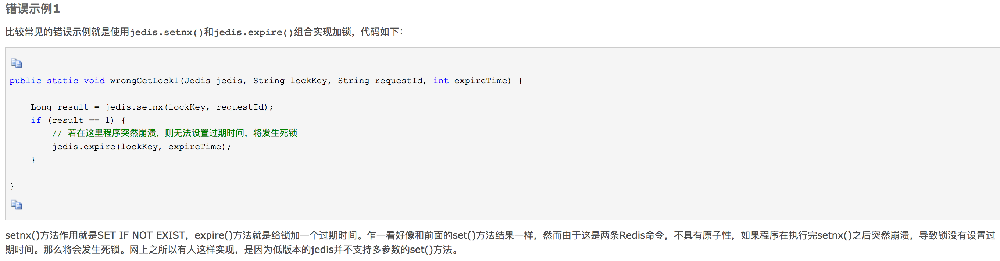 错误示例1
比较常见的错误示例就是使用jedis.setnx()和jedis.expire()组合实现加锁，代码如下：
public static void wrongGetLock1(Jedis jedis, String lockKey, String requestId, int expireTime) {
    Long result = jedis.setnx(lockKey, requestId);
    if (result == 1) {
        // 若在这里程序突然崩溃，则无法设置过期时间，将发生死锁
        jedis.expire(lockKey, expireTime);
    }
}
setnx()方法作用就是SET IF NOT EXIST，expire()方法就是给锁加一个过期时间。乍一看好像和前面的set()方法结果一样，然而由于这是两条Redis命令，不具有原子性，如果程序在执行完setnx()之后突然崩溃，导致锁没有设置过
期时间。那么将会发生死锁。网上之所以有人这样实现，是因为低版本的jedis并不支持多参数的set()方法。